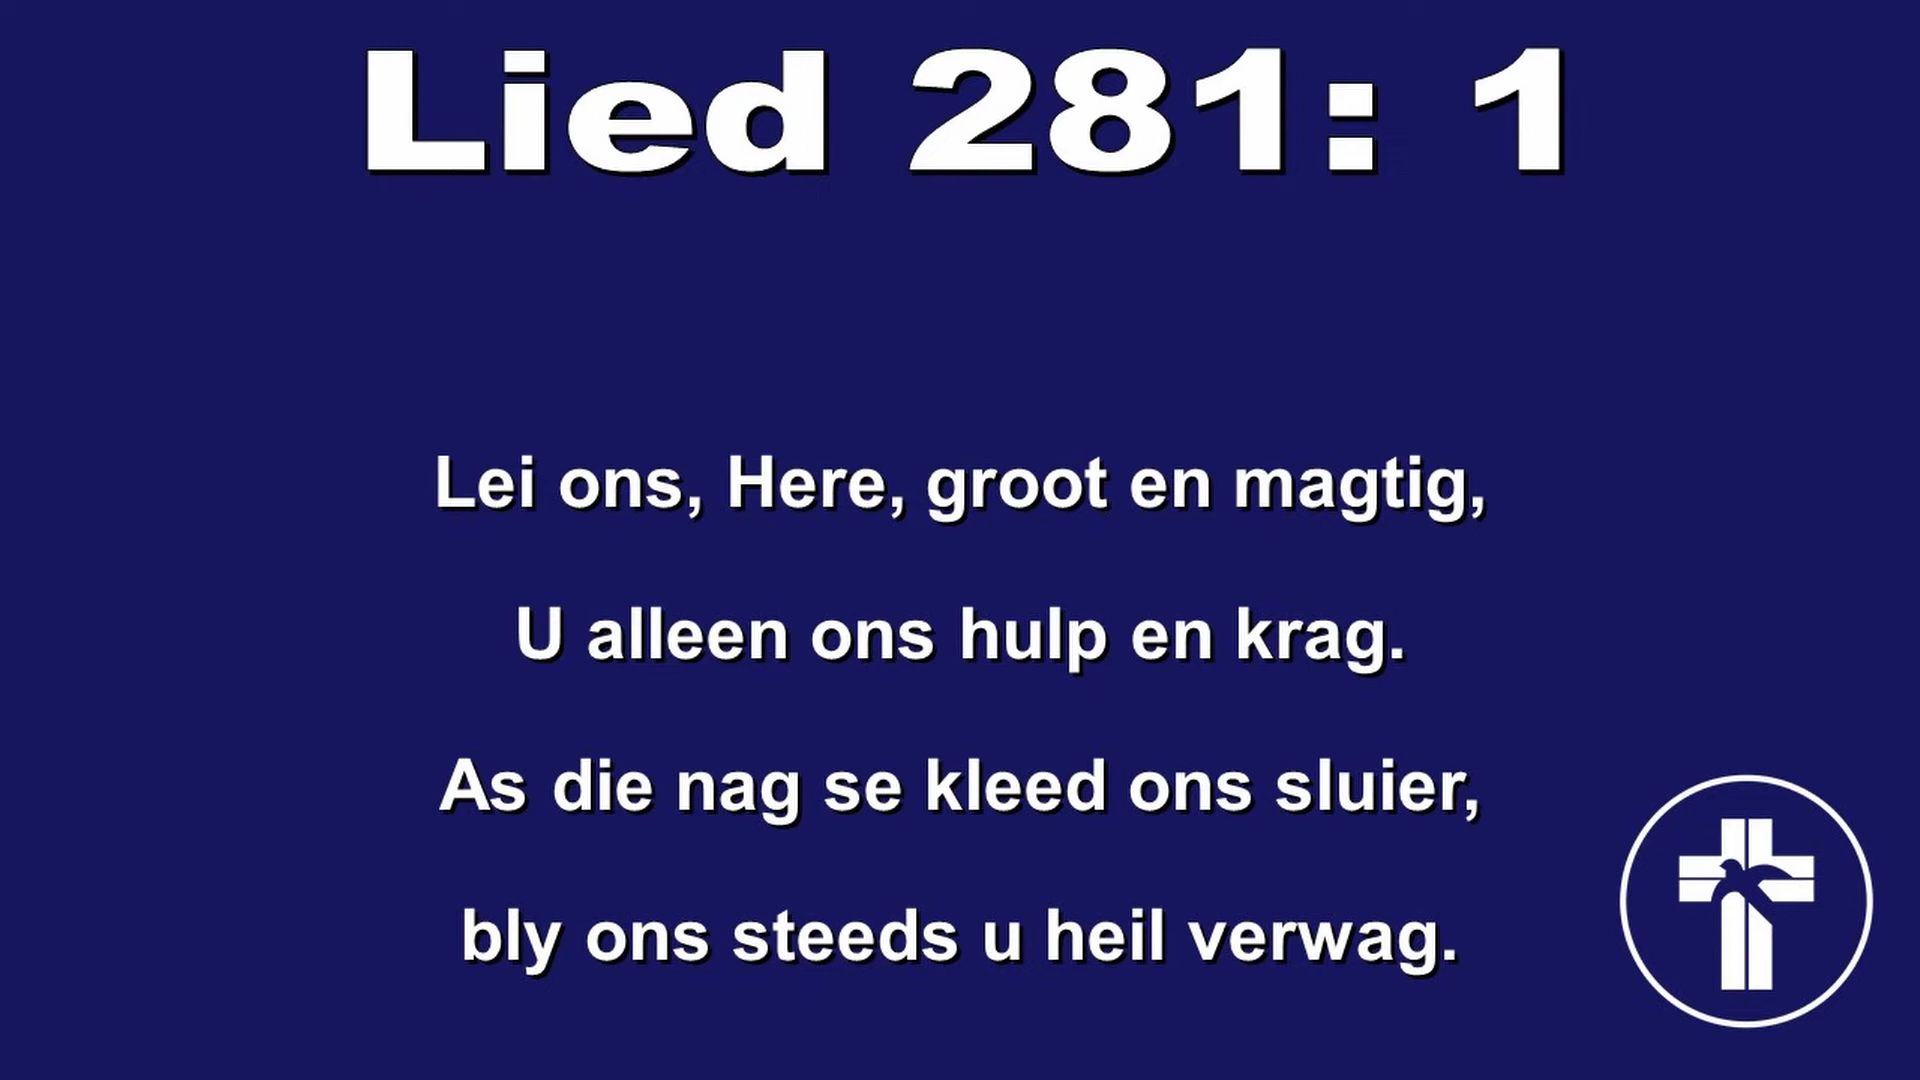 Lied 281: 1
Lei ons, Here, groot en magtig,
U alleen ons hulp en krag.
As die nag se kleed ons sluier,
bly ons steeds u heil verwag.